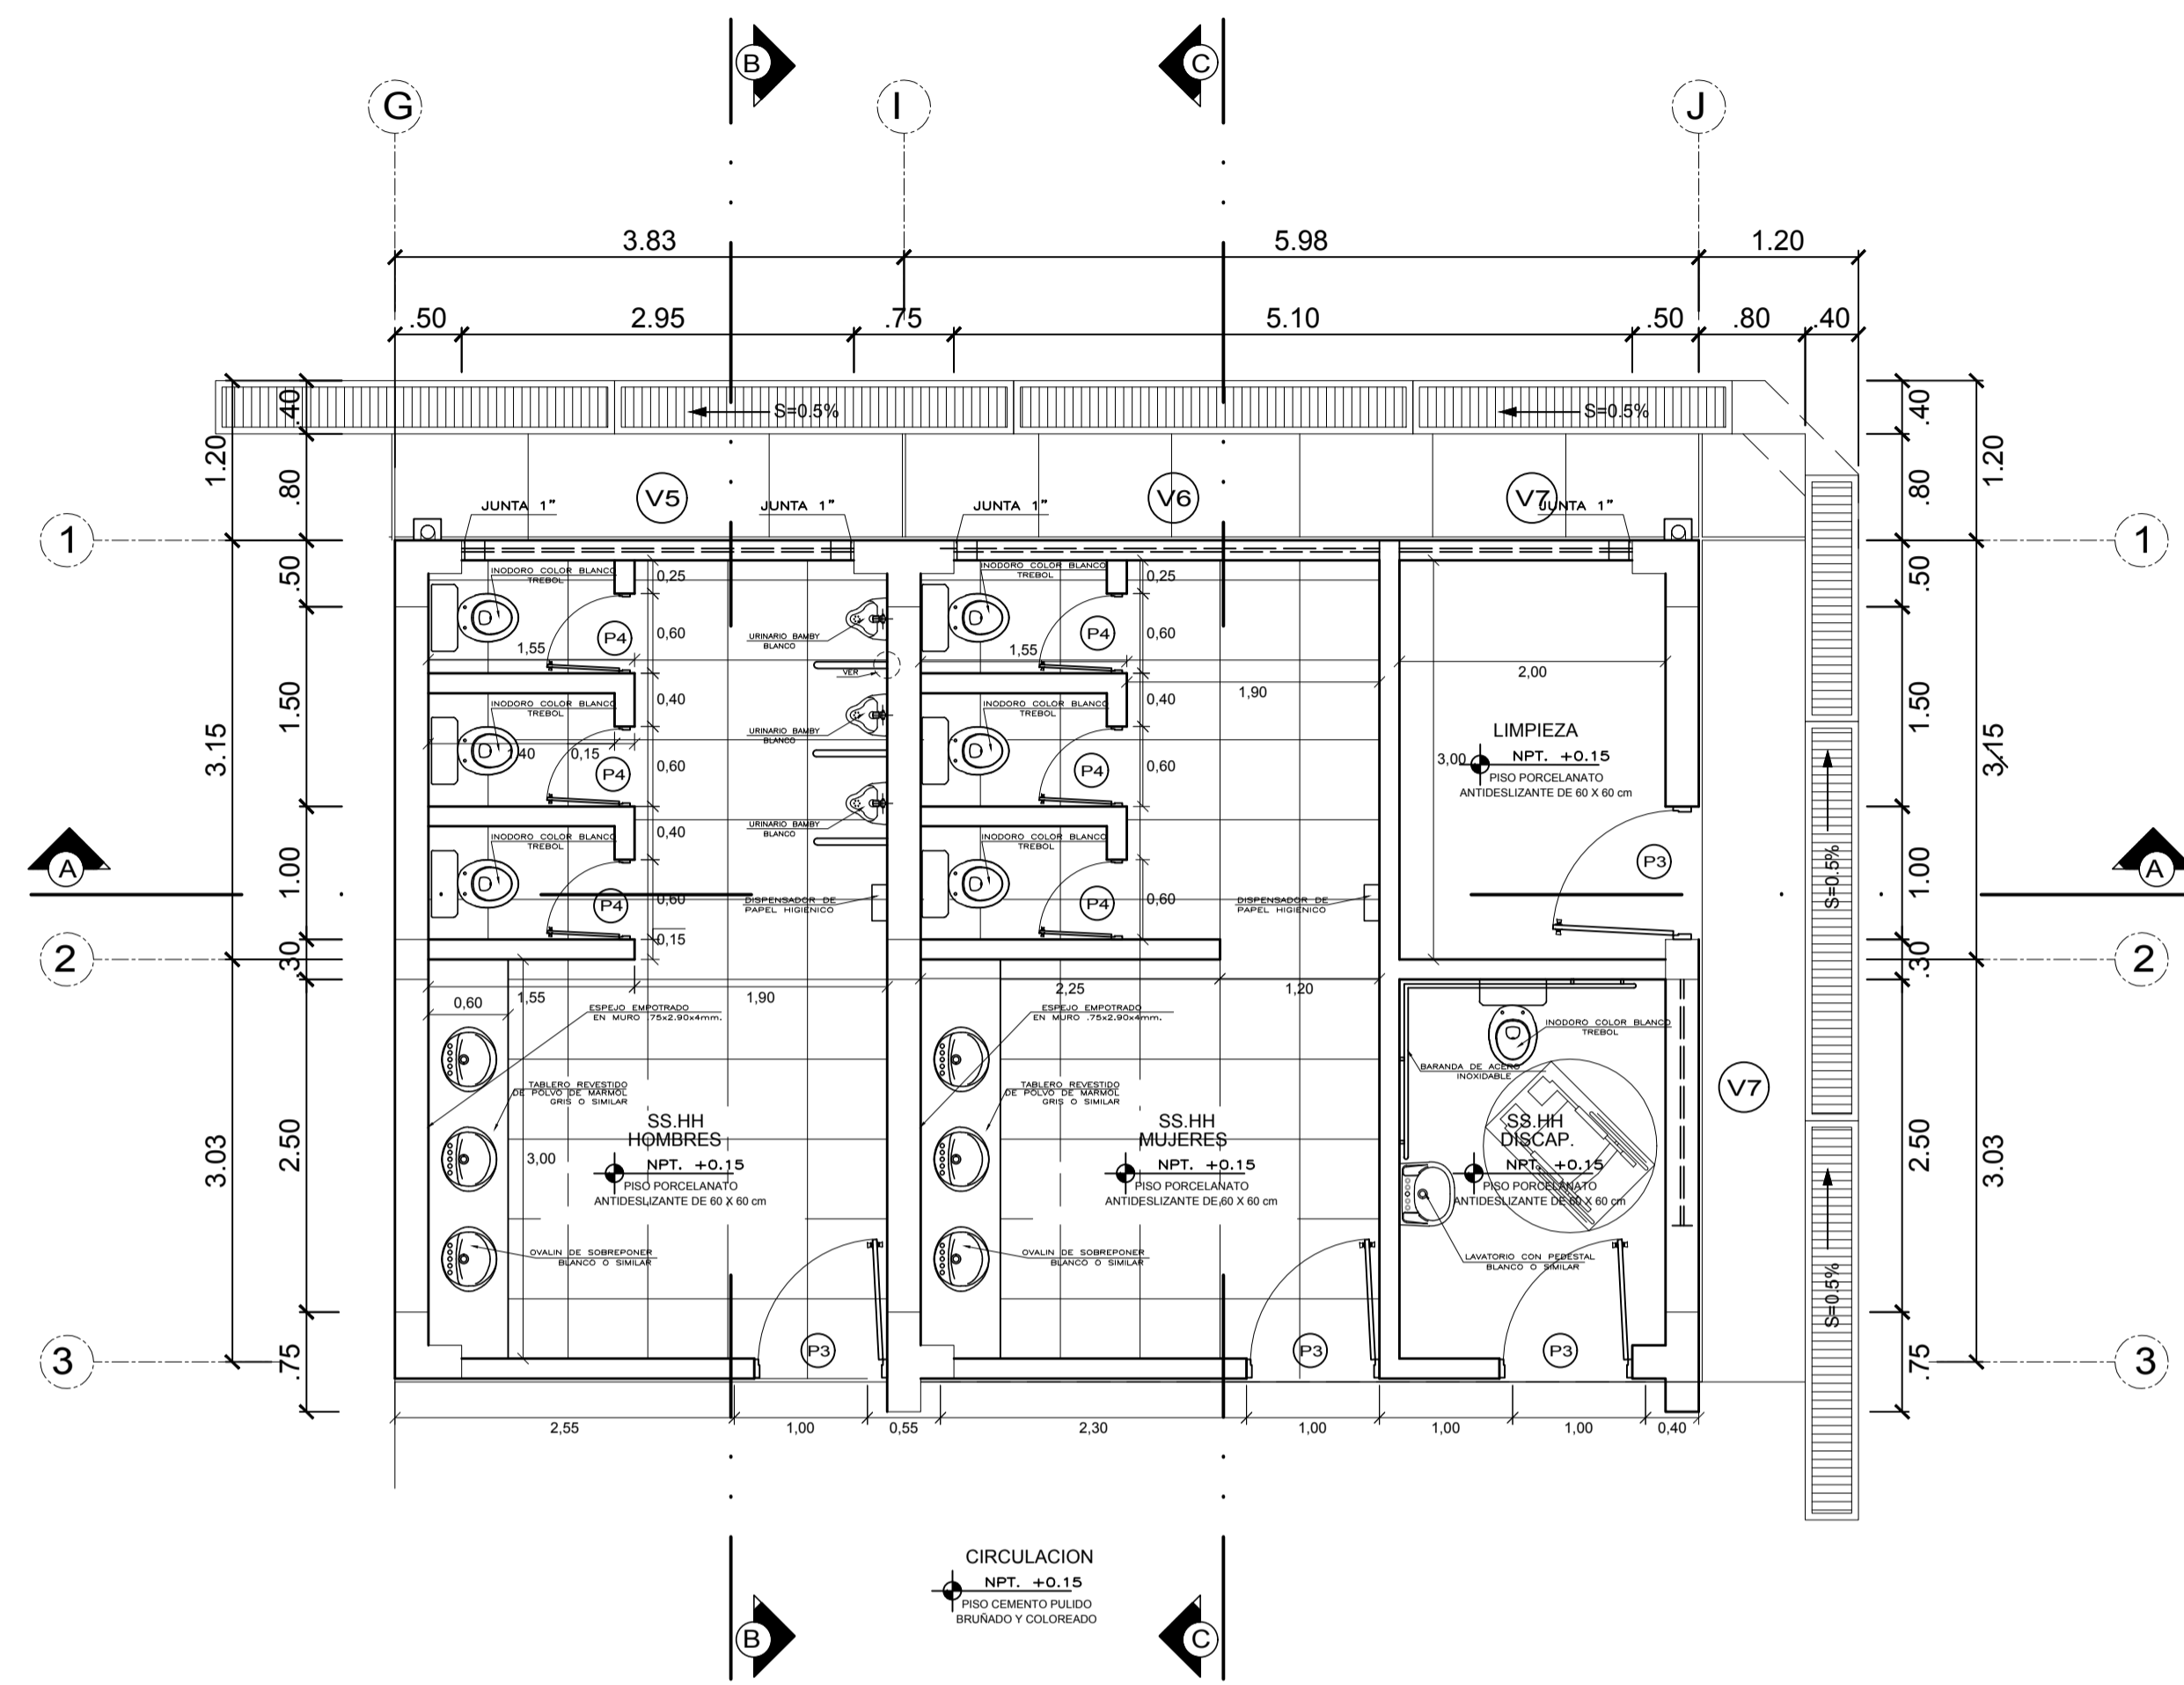 B
C
G
I
J
3.83
5.98
1.20
.50
2.95
.75
5.10
.50
.80
.40
S=0.5%
S=0.5%
.40
1.20
.80
.40
1.20
.80
V5
V6
V7
JUNTA 1"
JUNTA 1"
JUNTA 1"
JUNTA 1"
1
1
INODORO COLOR BLANCO
TREBOL
0,25
INODORO COLOR BLANCO
TREBOL
0,25
.50
.50
P4
0,60
URINARIO BAMBY
BLANCO
P4
0,60
1,55
VER
1,55
2,00
1,90
INODORO COLOR BLANCO
TREBOL
0,40
INODORO COLOR BLANCO
TREBOL
0,40
1.50
1.50
3.15
3.15
URINARIO BAMBY
BLANCO
LIMPIEZA
NPT. +0.15
3,00
PISO PORCELANATO
ANTIDESLIZANTE DE 60 X 60 cm
1,40
0,15
P4
0,60
P4
0,60
URINARIO BAMBY
BLANCO
INODORO COLOR BLANCO
TREBOL
0,40
INODORO COLOR BLANCO
TREBOL
P3
A
A
1.00
1.00
S=0.5%
P4
0,60
DISPENSADOR DE
PAPEL HIGIENICO
P4
0,60
DISPENSADOR DE
PAPEL HIGIENICO
0,15
2
2
.30
.30
0,60
1,55
1,90
2,25
1,20
ESPEJO EMPOTRADO
EN MURO .75x2.90x4mm.
ESPEJO EMPOTRADO
EN MURO .75x2.90x4mm.
INODORO COLOR BLANCO
TREBOL
BARANDA DE ACERO
INOXIDABLE
V7
TABLERO REVESTIDO
DE POLVO DE MARMOL
GRIS O SIMILAR
TABLERO REVESTIDO
DE POLVO DE MARMOL
GRIS O SIMILAR
2.50
3.03
2.50
3.03
SS.HH
HOMBRES
NPT. +0.15
PISO PORCELANATO
ANTIDESLIZANTE DE 60 X 60 cm
3,00
SS.HH
MUJERES
NPT. +0.15
PISO PORCELANATO
ANTIDESLIZANTE DE 60 X 60 cm
SS.HH
DISCAP.
NPT. +0.15
PISO PORCELANATO
ANTIDESLIZANTE DE 60 X 60 cm
OVALIN DE SOBREPONER
BLANCO O SIMILAR
OVALIN DE SOBREPONER
BLANCO O SIMILAR
LAVATORIO CON PEDESTAL
BLANCO O SIMILAR
S=0.5%
P3
P3
P3
3
3
.75
.75
2,55
1,00
0,55
2,30
1,00
1,00
1,00
0,40
CIRCULACION
NPT. +0.15
PISO CEMENTO PULIDO
BRUÑADO Y COLOREADO
B
C